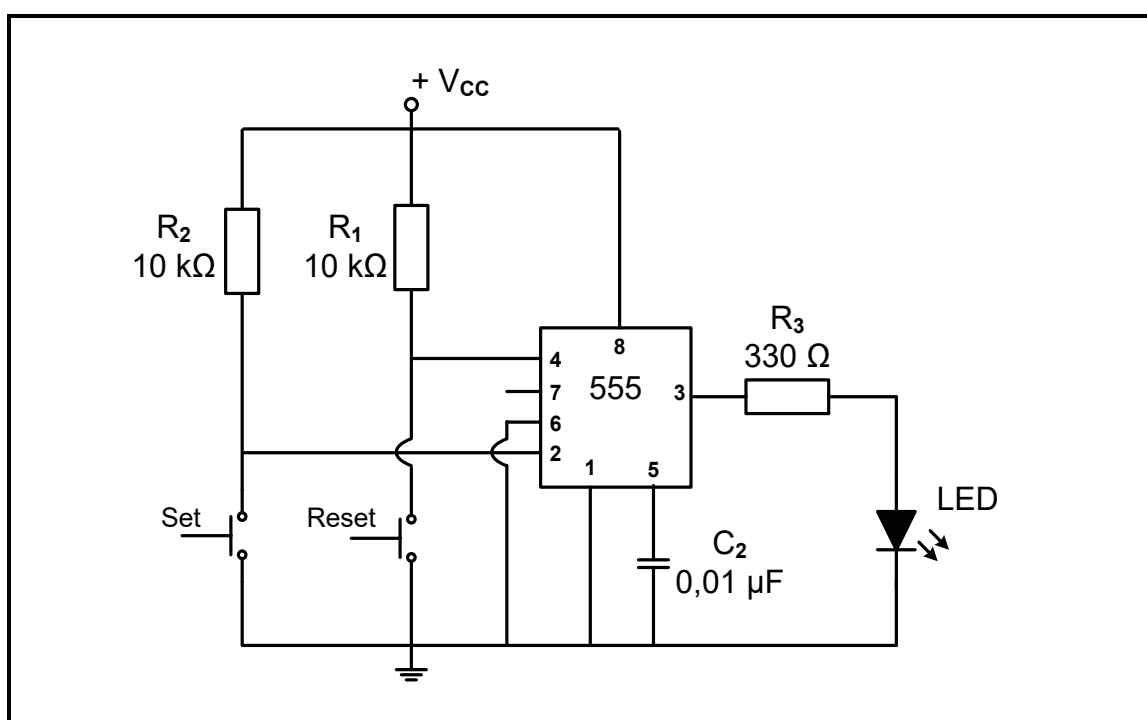 + Vcc
R2
10 kΩ
R1
10 kΩ
R3
330 Ω
8
4
555
7
3
6
2
1
5
Set
Reset
LED
C2
0,01 µF